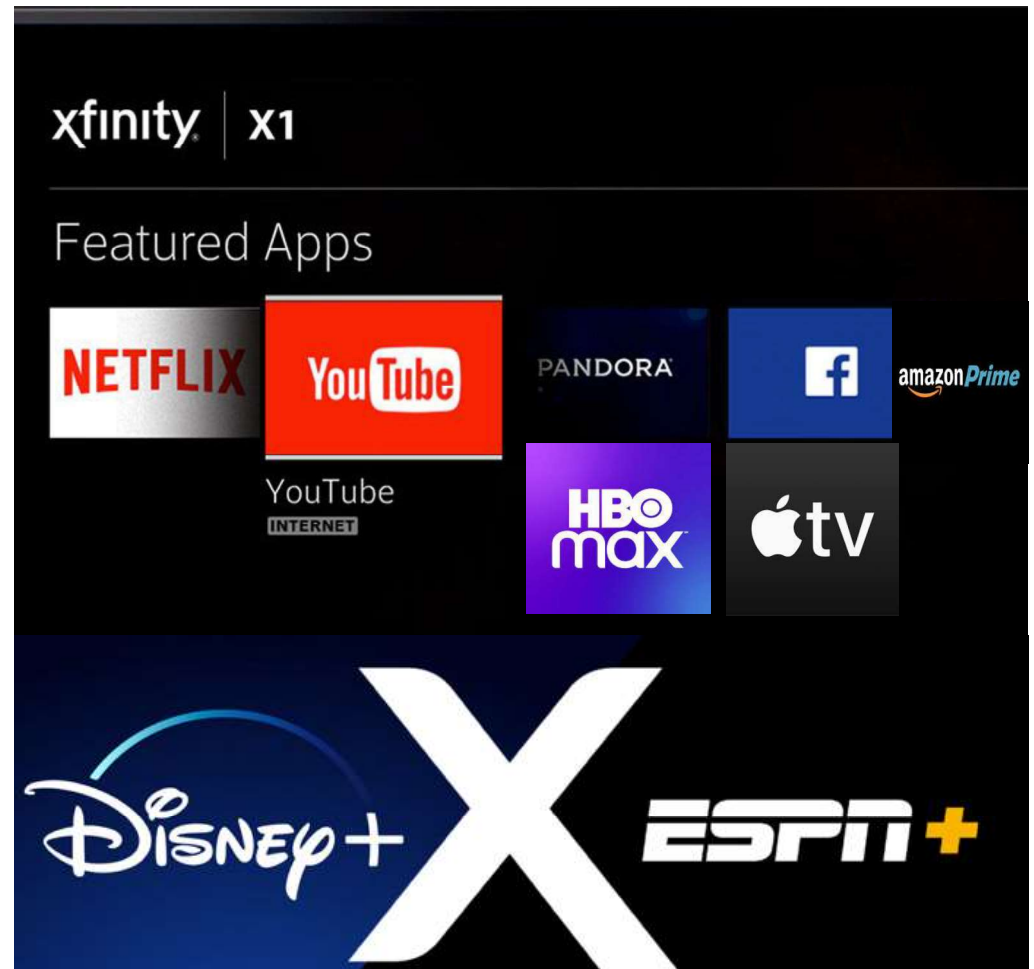 xfinity. X1
Featured Apps
NETFLIX
YouTube
PANDORA
f
amazonPrime
YouTube
INTERNET
HBO
max
tv
Disney+
X
ESPN+